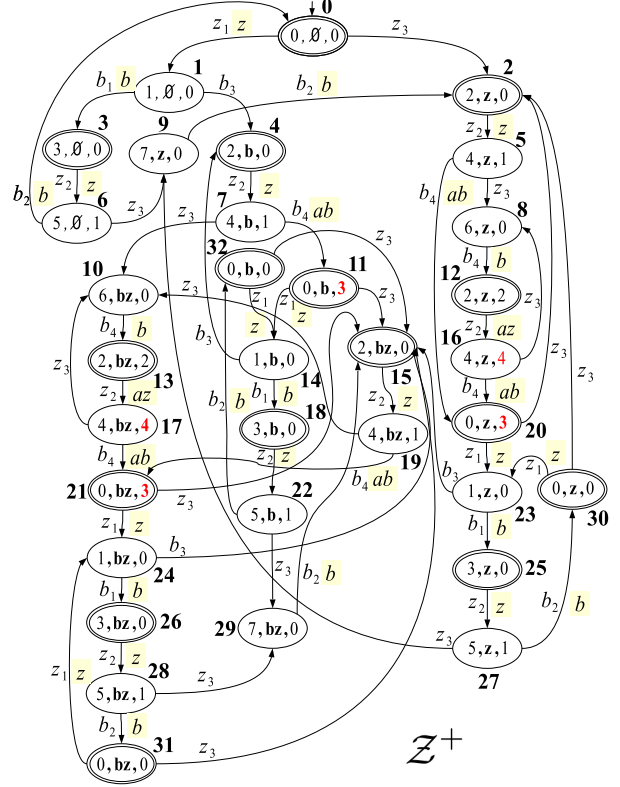 0
z₁ z 0,∅,0 z₃
1 2
b₁ b 1,∅,0 b₃ b₂ b 2,z,0
3 9 4 z₂ z 5
3,∅,0 7,z,0 2,b,0 4,z,1
z₂ z z₂ z b₄ ab z₃
b₂ b 6 7 8
5,∅,1 z₃ z₃ 4,b,1 b₄ ab 6,z,0
32 b₄ b
10 0,b,0 11 z₃ 12
6,bz,0 z₃ z₁ z₁ 0,b,3 z₃ 2,z,2 z₃
b₄ b z z 16 z₂ az
2,bz,2 b₃ 2,bz,0 4,z,4 z₃
z₃ 13 1,b,0 15 b₄ ab
z₂ az b₂ b b₁ b 14 z₂ z z₃
4,bz,4 17 18 3,b,0 4,bz,1 0,z,3
b₄ ab z₂ z 19 20
21 0,bz,3 z₃ b₄ ab z₁ z z₁ z
z₁ z 22 b₃ 1,z,0 0,z,0
5,b,1 23 30
1,bz,0 b₃ b₁ b
24 z₃ b₂ b 3,z,0 25
b₁ b z₂ z b₂ b
3,bz,0 26 29 7,bz,0 z₃ 5,z,1
z₂ z 28 27
z₁ z 5,bz,1 z₃
b₂ b 31
0,bz,0 z₃ 𝒵⁺